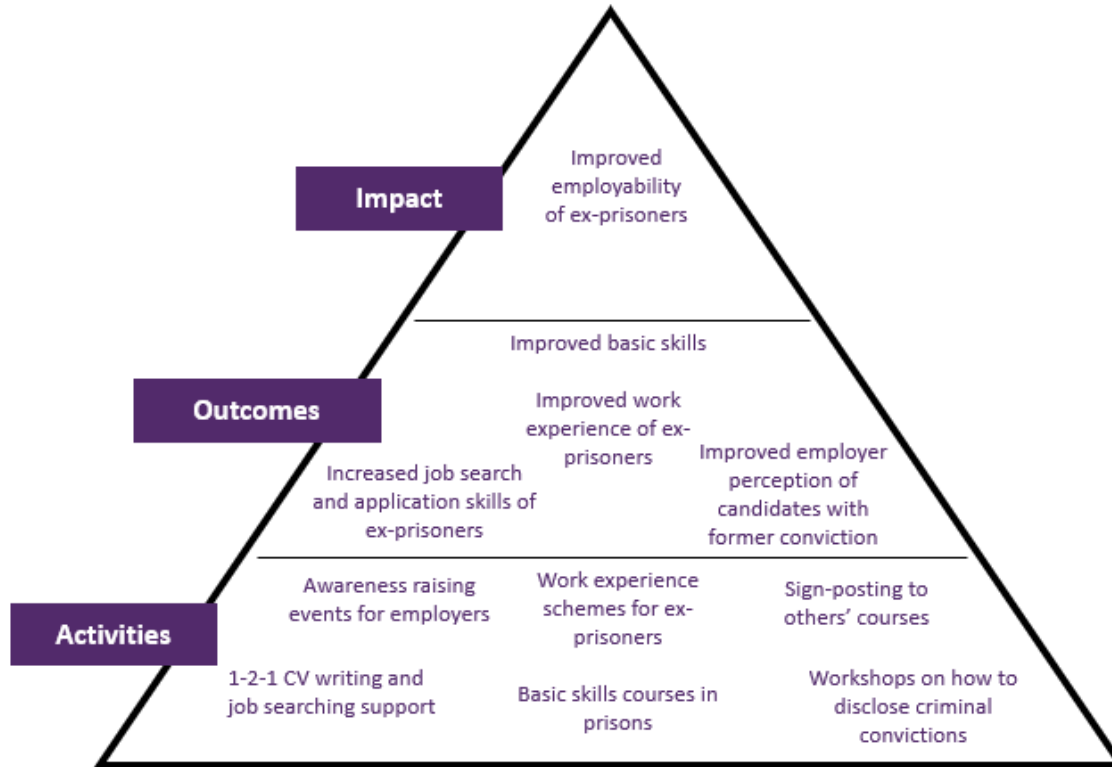 Impact
Improved
employability
of ex-prisoners
Outcomes
Improved basic skills
Improved work
experience of ex-
prisoners
Increased job search
and application skills of
ex-prisoners
Improved employer
perception of
candidates with
former conviction
Activities
Awareness raising
events for employers
Work experience
schemes for ex-
prisoners
Sign-posting to
others’ courses
1-2-1 CV writing and
job searching support
Basic skills courses in
prisons
Workshops on how to
disclose criminal
convictions